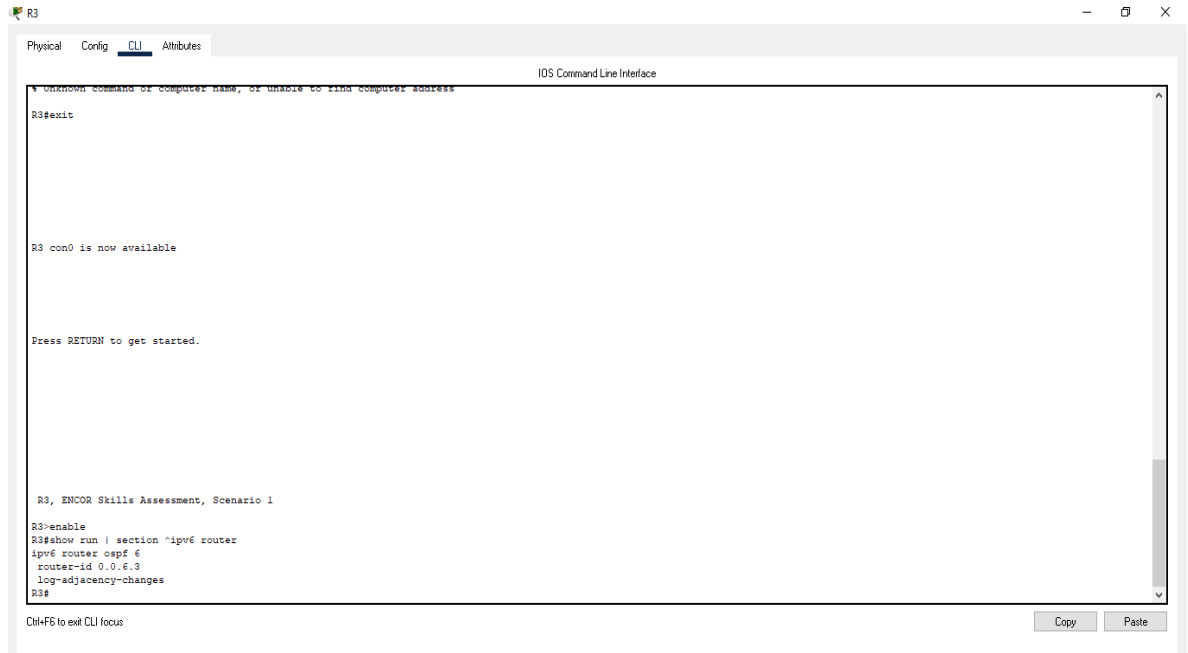 R3
Physical Config CLI Attributes
IOS Command Line Interface
% Unknown command or computer name, or unable to find computer address
R3#exit
R3 con0 is now available
Press RETURN to get started.
R3, ENCOR Skills Assessment, Scenario 1
R3>enable
R3#show run | section ^ipv6 router
ipv6 router ospf 6
router-id 0.0.6.3
log-adjacency-changes
R3#
Ctrl+F6 to exit CLI focus
Copy Paste